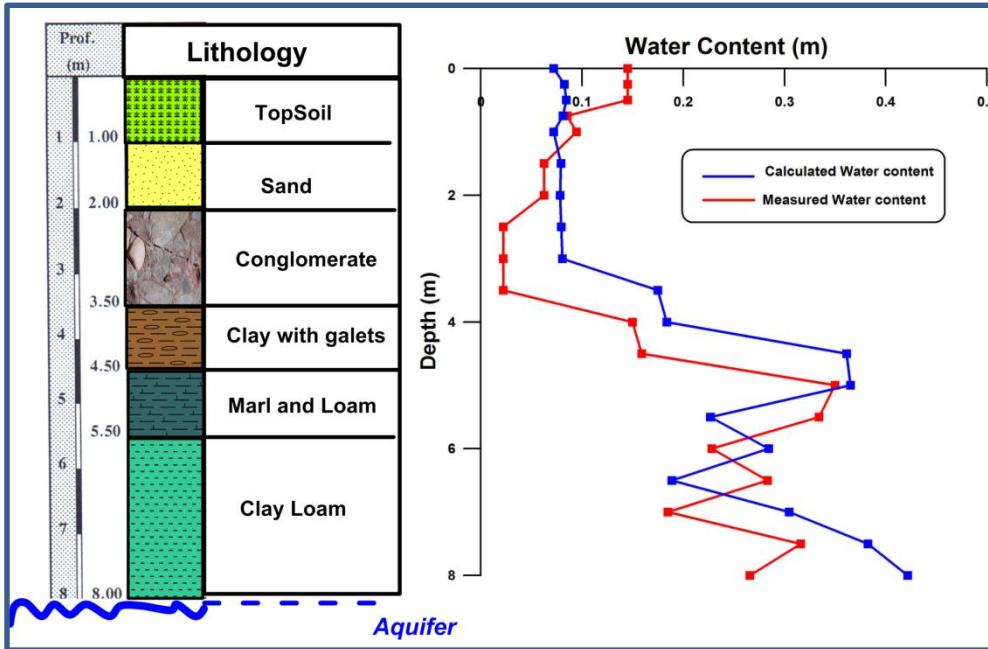 Prof.
(m)
Lithology
TopSoil
1
1.00
Sand
2
2.00
Conglomerate
3
3.50
Clay with galets
4
4.50
Marl and Loam
5
5.50
Clay Loam
6
7
8
8.00
Aquifer
Water Content (m)
0
0
0.1
0.2
0.3
0.4
Calculated Water content
Measured Water content
2
Depth (m)
4
6
8